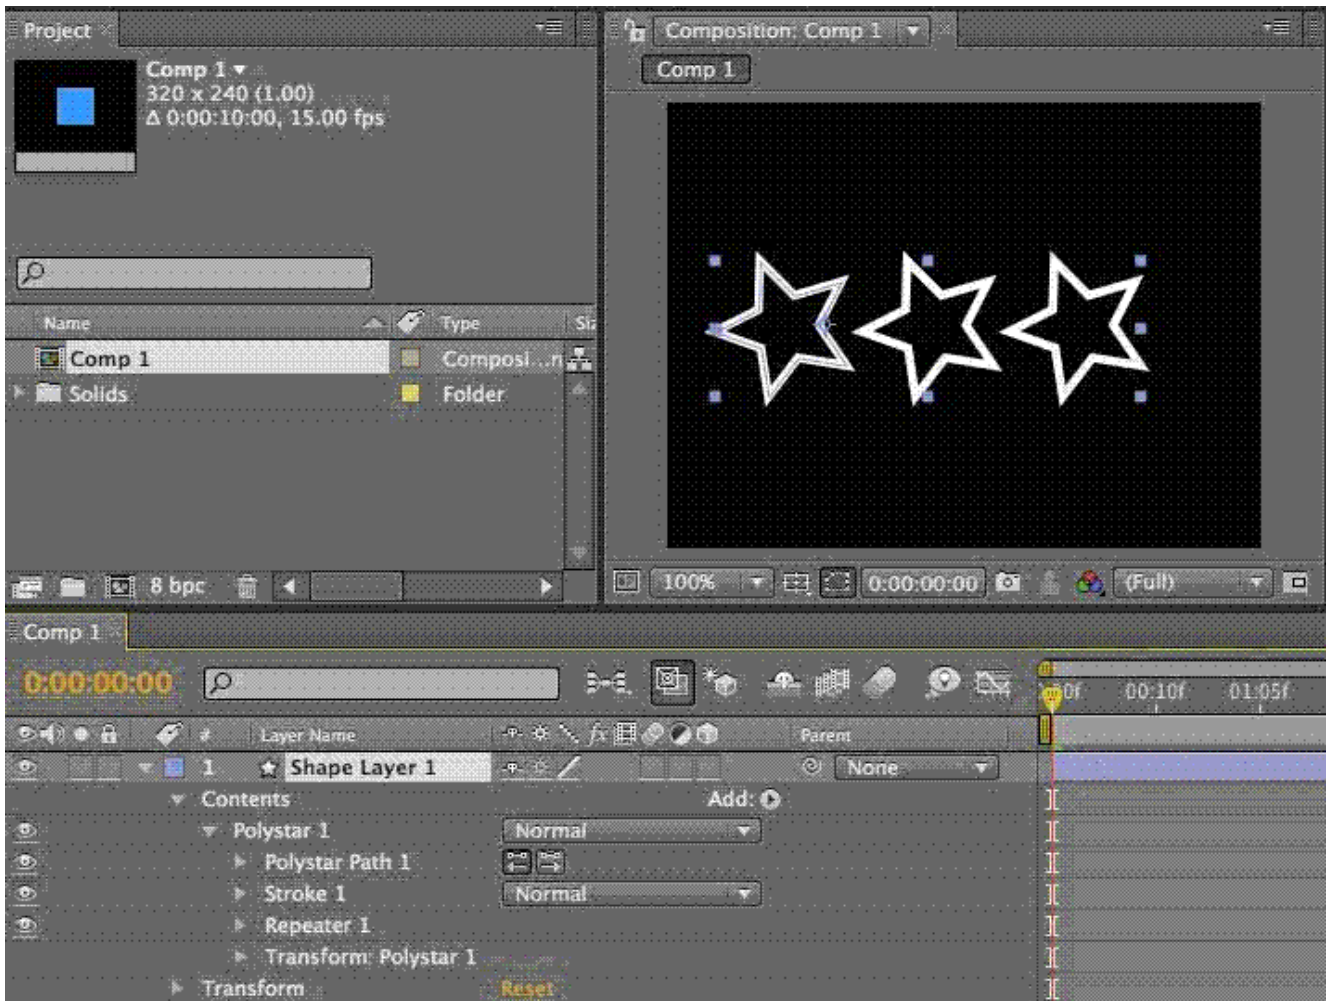 Project
Comp 1
320 x 240 (1.00)
Δ 0:00:10:00, 15.00 fps
Name Type Siz
Comp 1 Composi...n
Solids Folder
8 bpc
Composition: Comp 1
Comp 1
100% 0:00:00:00 (Full)
Comp 1
0:00:00:00
00f 00:10f 01:05f
# Layer Name fx Parent
1 Shape Layer 1 None
Contents Add:
Polystar 1 Normal
Polystar Path 1
Stroke 1 Normal
Repeater 1
Transform: Polystar 1
Transform Reset